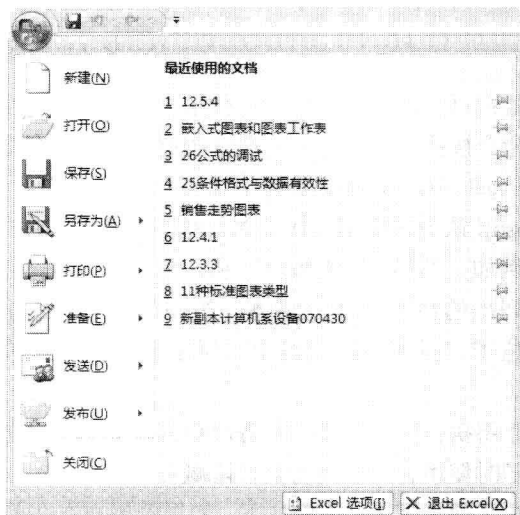 新建(N)
打开(O)
保存(S)
另存为(A)
打印(P)
准备(E)
发送(D)
发布(U)
关闭(C)
最近使用的文档
1 12.5.4
2 嵌入式图表和图表工作表
3 26公式的调试
4 25条件格式与数据有效性
5 销售走势图表
6 12.4.1
7 12.3.3
8 11种标准图表类型
9 新副本计算机系设备070430
Excel 选项(I)
退出 Excel(X)